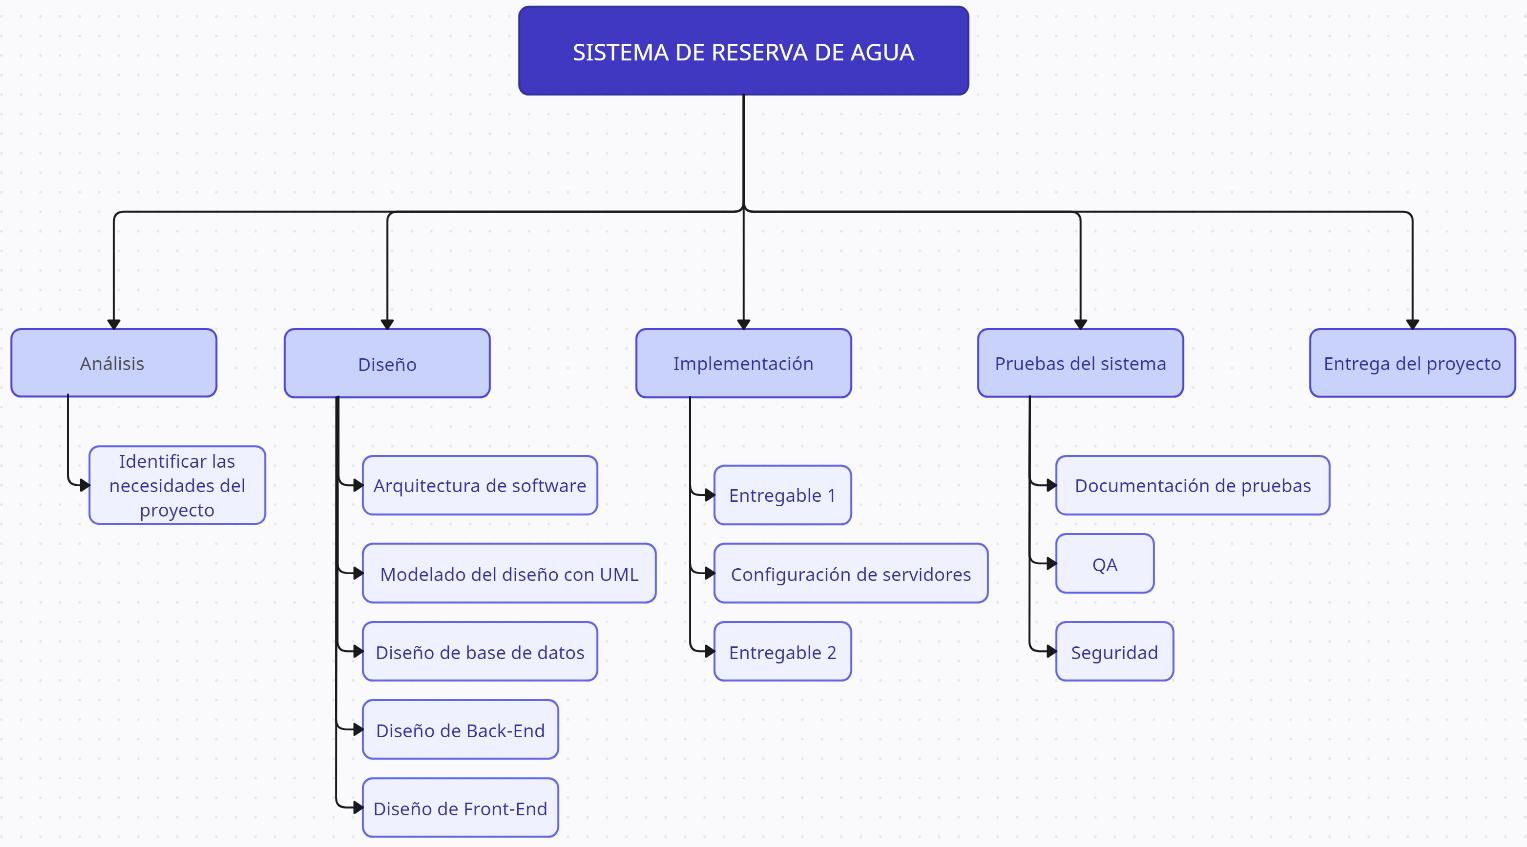 SISTEMA DE RESERVA DE AGUA
Análisis
Diseño
Implementación
Pruebas del sistema
Entrega del proyecto
Identificar las
necesidades del
proyecto
Arquitectura de software
Modelado del diseño con UML
Diseño de base de datos
Diseño de Back-End
Diseño de Front-End
Entregable 1
Configuración de servidores
Entregable 2
Documentación de pruebas
QA
Seguridad